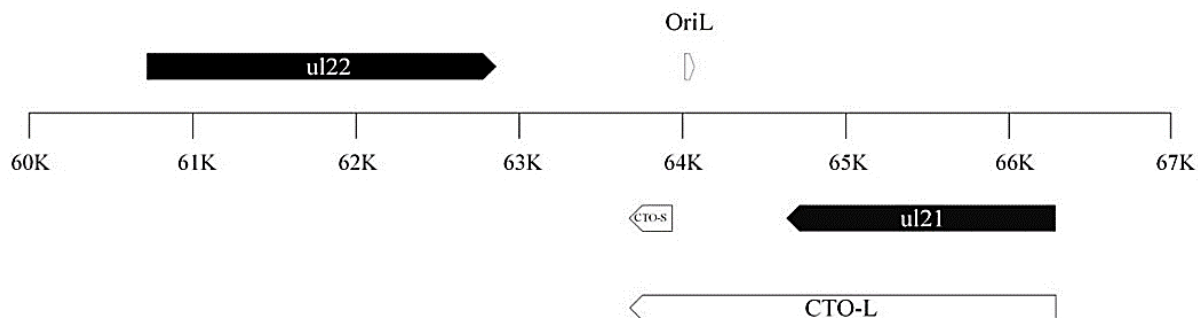 OriL
ul22
60K 61K 62K 63K 64K 65K 66K 67K
CTO-S
ul21
CTO-L